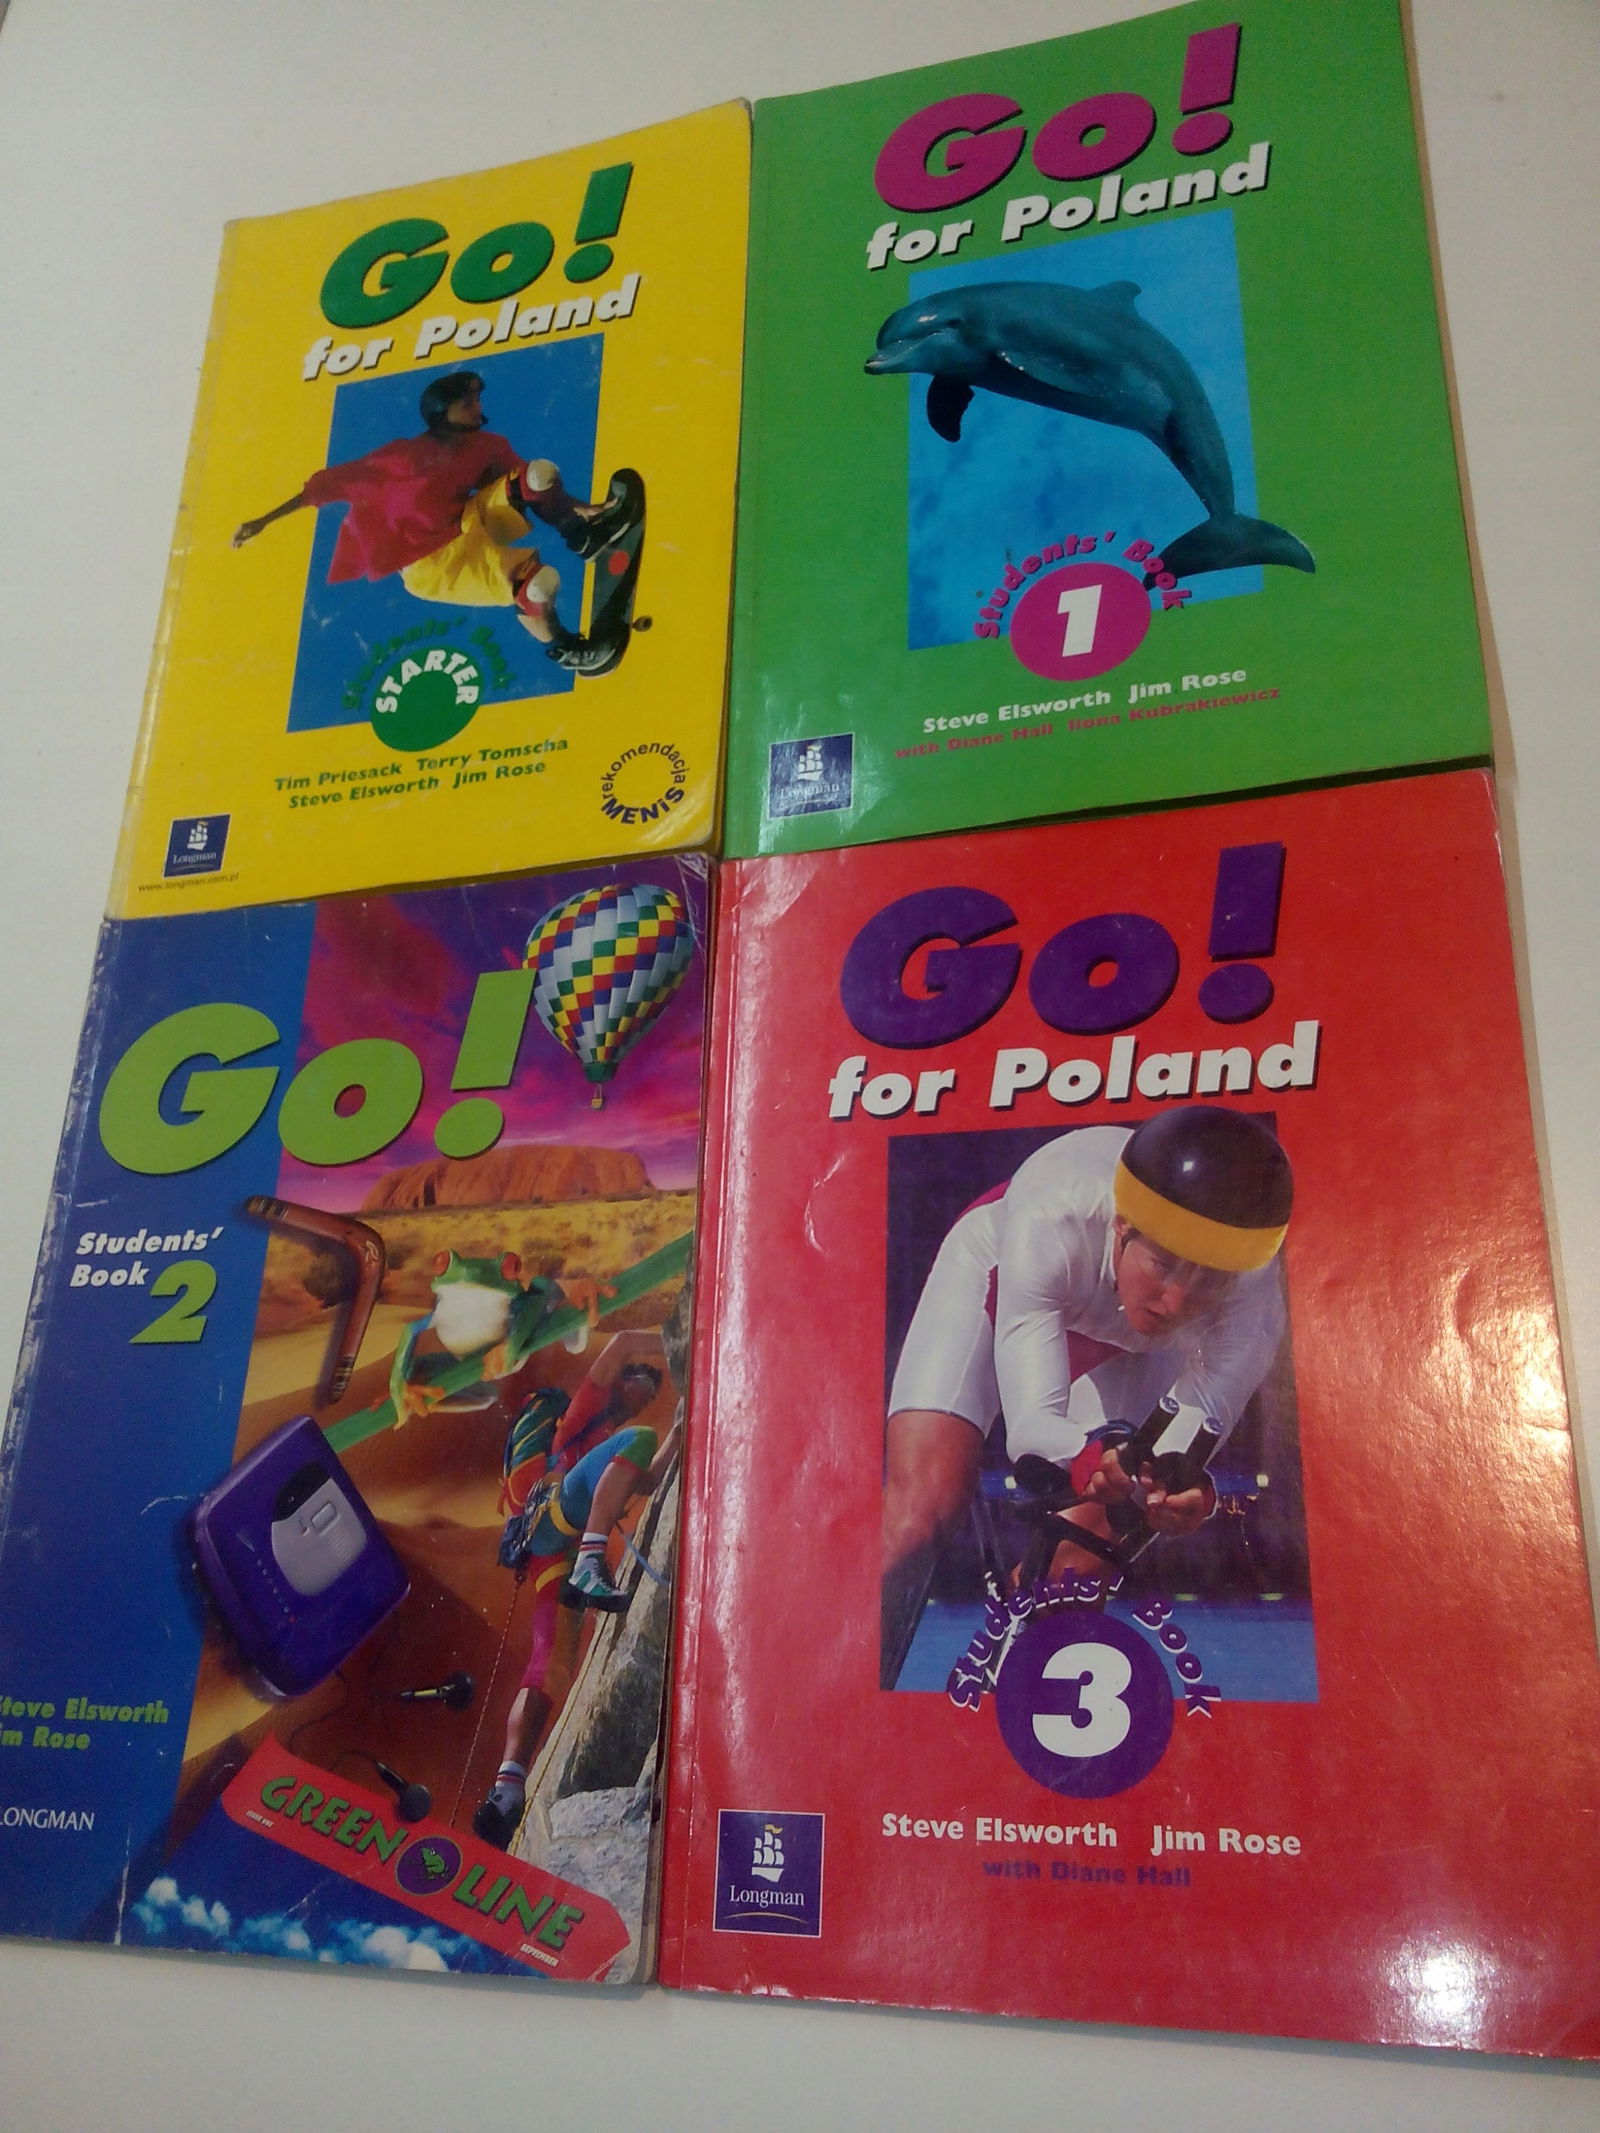 Go!
for Poland
Students' Book
STARTER
Tim Priesack Terry Tomscha
Steve Elsworth Jim Rose
rekomendacja
MENiS
Longman
www.longman.com.pl
Go!
for Poland
Students' Book
1
Steve Elsworth Jim Rose
with Diane Hall Ilona Kubrakiewicz
Longman
Go!
Students'
Book 2
Steve Elsworth
Jim Rose
LONGMAN
GREEN LINE
ISSUE ONE
SEPTEMBER
Go!
for Poland
Students' Book
3
Steve Elsworth Jim Rose
with Diane Hall
Longman